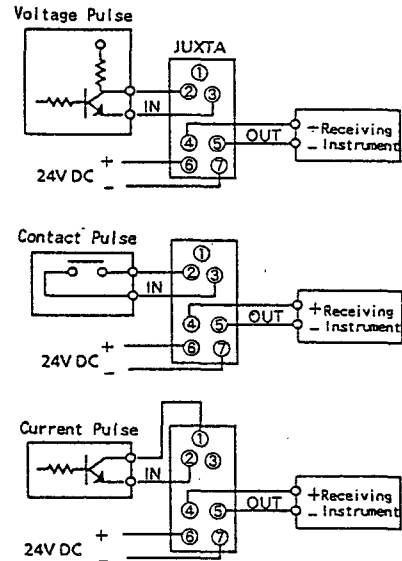 Voltage Pulse
JUXTA
①
② ③
IN
④ ⑤
OUT
+ Receiving
- Instrument
+
24V DC
-
⑥ ⑦
Contact Pulse
①
② ③
IN
④ ⑤
OUT
+ Receiving
- Instrument
+
24V DC
-
⑥ ⑦
Current Pulse
①
② ③
IN
④ ⑤
OUT
+ Receiving
- Instrument
+
24V DC
-
⑥ ⑦